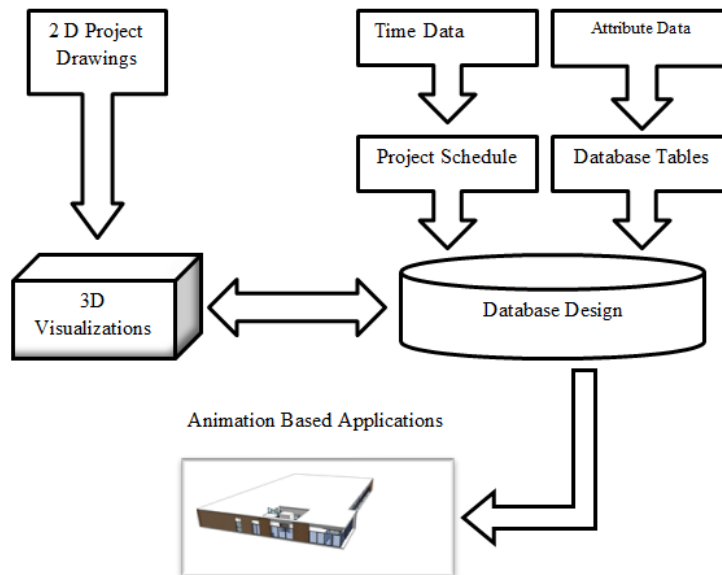 2 D Project
Drawings
Time Data
Attribute Data
Project Schedule
Database Tables
3D
Visualizations
Database Design
Animation Based Applications